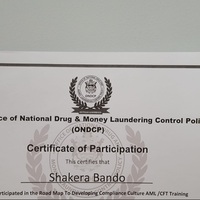 ce of National Drug & Money Laundering Control Poli
(ONDCP)
Certificate of Participation
This certifies that
Shakera Bando
articipated in the Road Map To Developing Compliance Culture AML /CFT Training